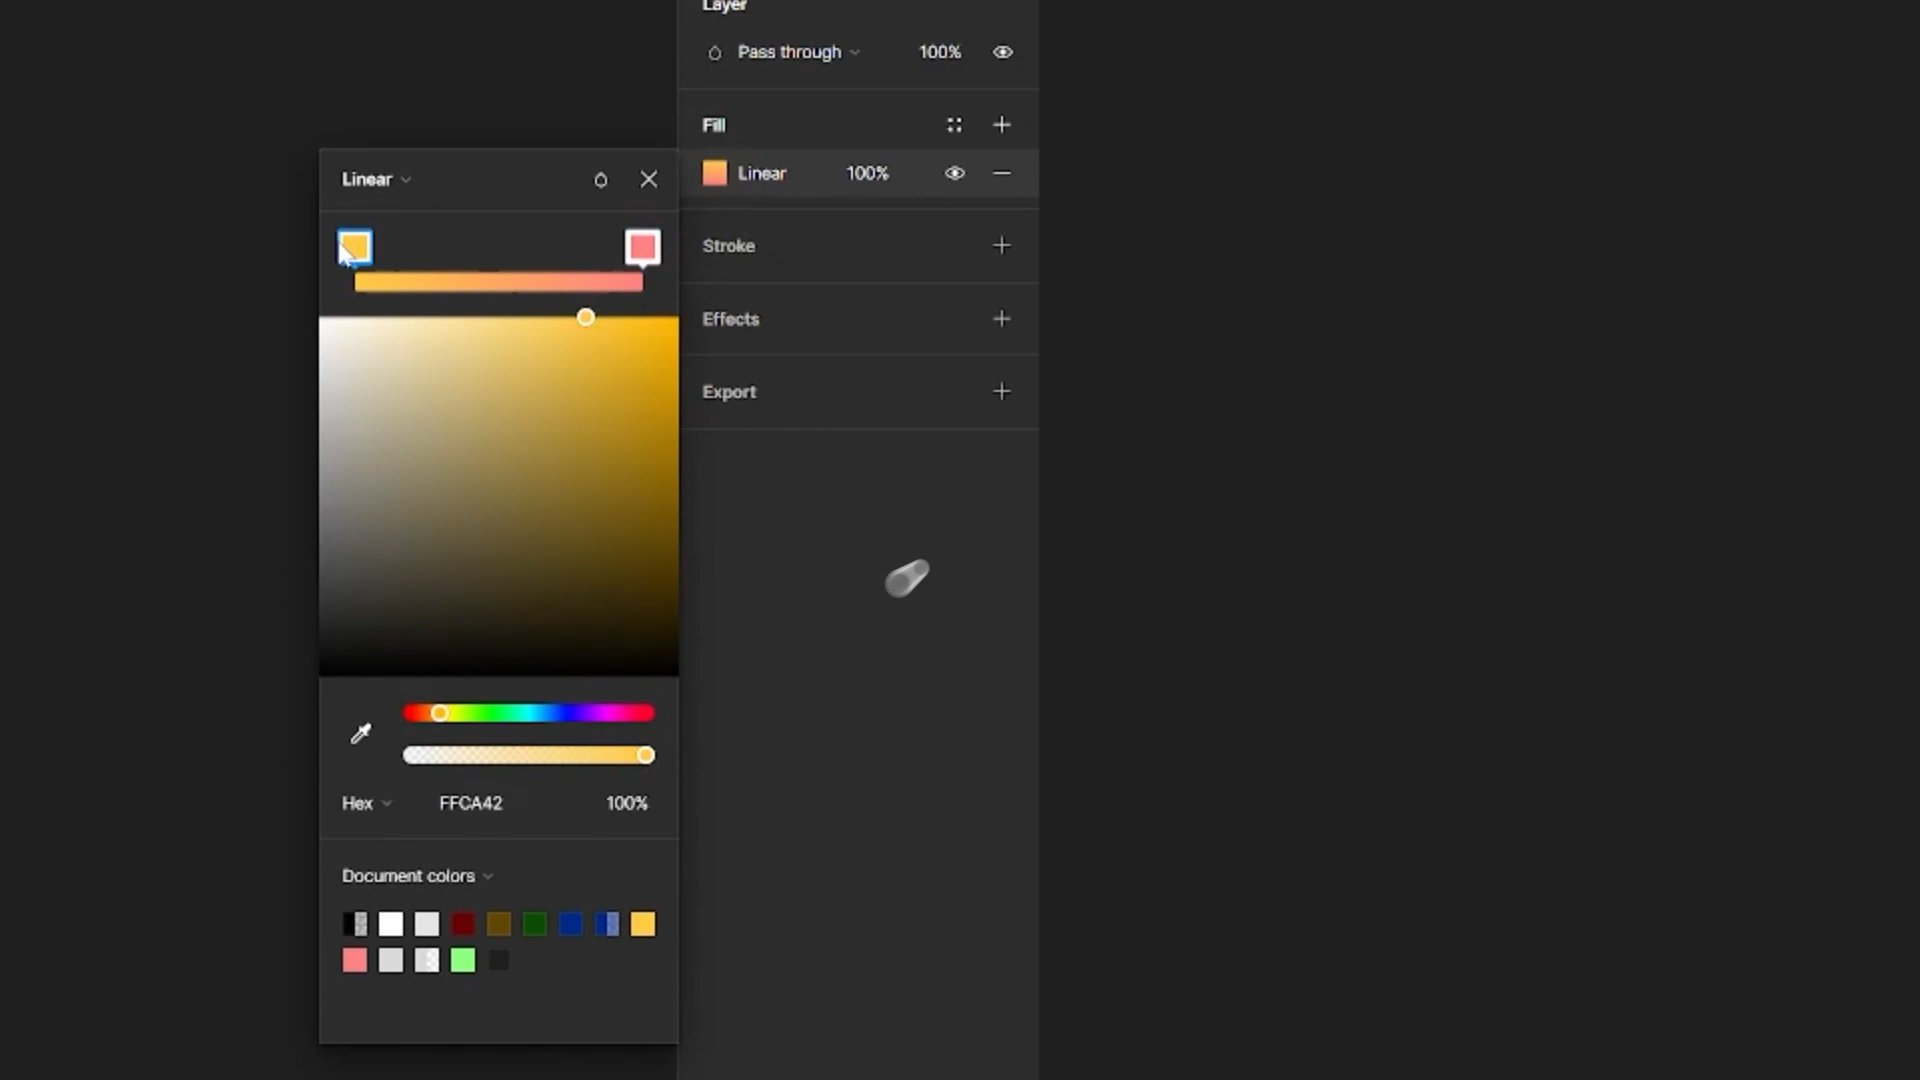 Layer
Pass through 100%
Fill
Linear 100%
Linear
Stroke
Effects
Export
Hex FFCA42 100%
Document colors